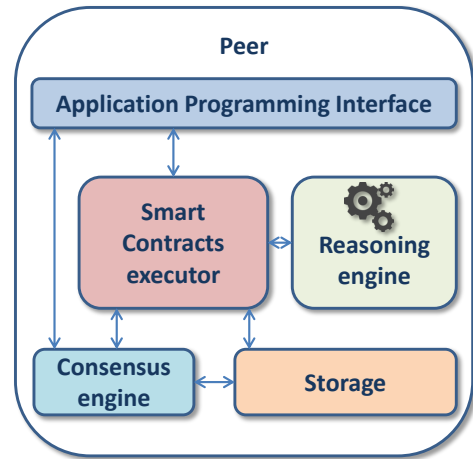 Peer
Application Programming Interface
Smart
Contracts
executor
Reasoning
engine
Consensus
engine
Storage